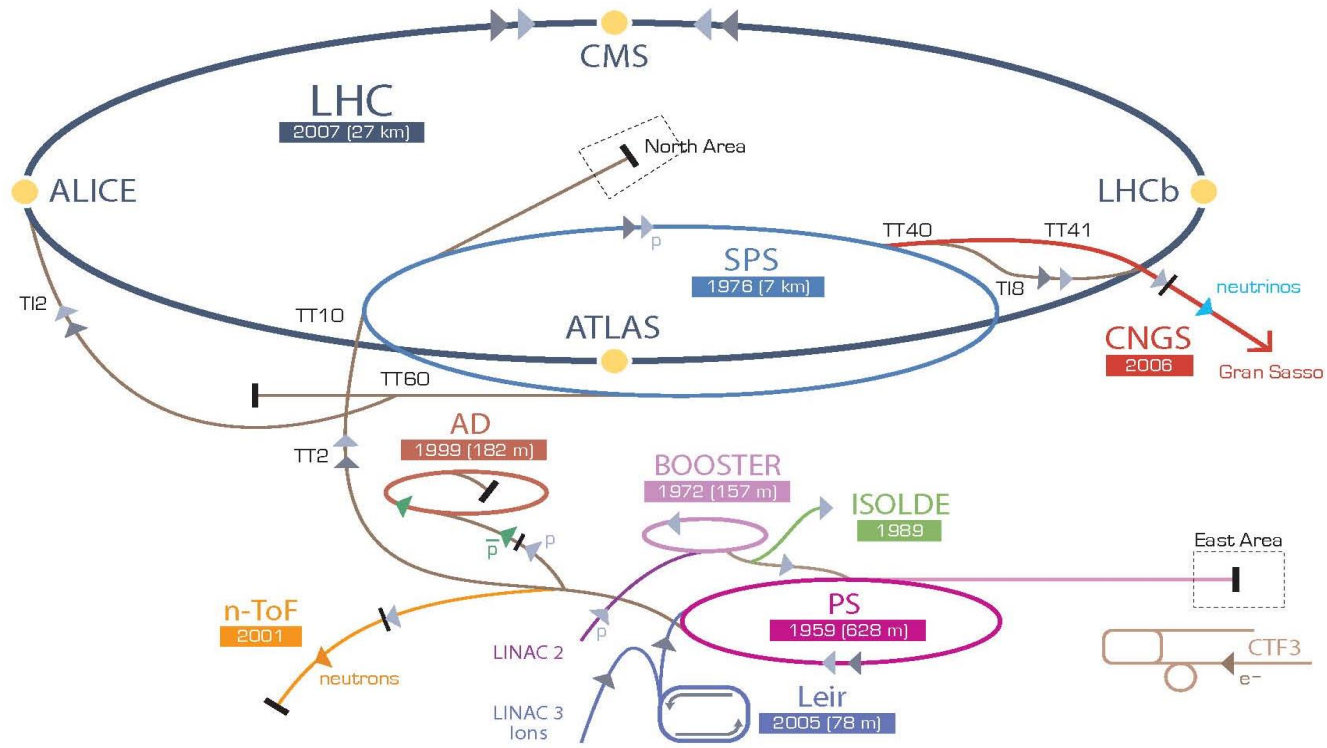 CMS
LHC
2007 (27 km)
North Area
ALICE
LHCb
TT40
TT41
SPS
1976 (7 km)
p
TI8
neutrinos
TI2
TT10
ATLAS
CNGS
2006
Gran Sasso
TT60
AD
1999 (182 m)
TT2
BOOSTER
1972 (157 m)
ISOLDE
1989
p̅
p
East Area
n-ToF
2001
PS
1959 (628 m)
p
LINAC 2
neutrons
CTF3
e-
LINAC 3
Ions
Leir
2005 (78 m)